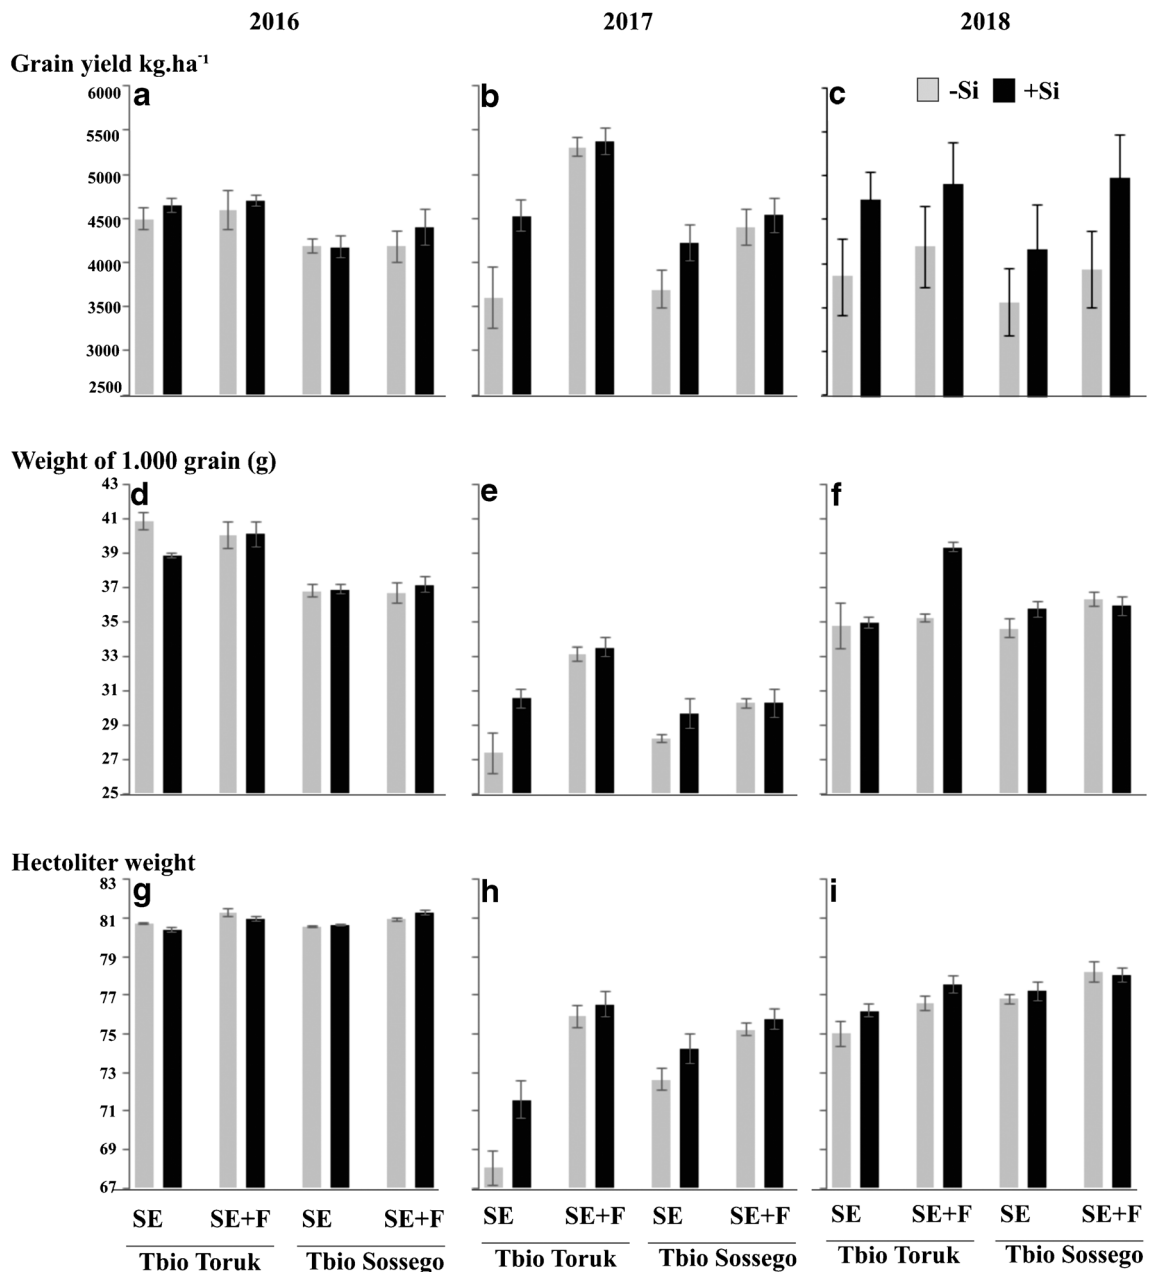 2016 2017 2018
Grain yield kg.ha⁻¹
a b c
-Si +Si
6000
5500
5000
4500
4000
3500
3000
2500
Weight of 1.000 grain (g)
d e f
43
41
39
37
35
33
31
29
27
25
Hectoliter weight
g h i
83
81
79
77
75
73
71
69
67
SE SE+F SE SE+F SE SE+F SE SE+F SE SE+F SE SE+F
Tbio Toruk Tbio Sossego Tbio Toruk Tbio Sossego Tbio Toruk Tbio Sossego